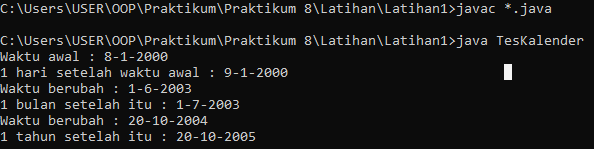 C:\Users\USER\OOP\Praktikum\Praktikum 8\Latihan\Latihan1>javac *.java
C:\Users\USER\OOP\Praktikum\Praktikum 8\Latihan\Latihan1>java TesKalender
Waktu awal : 8-1-2000
1 hari setelah waktu awal : 9-1-2000
Waktu berubah : 1-6-2003
1 bulan setelah itu : 1-7-2003
Waktu berubah : 20-10-2004
1 tahun setelah itu : 20-10-2005